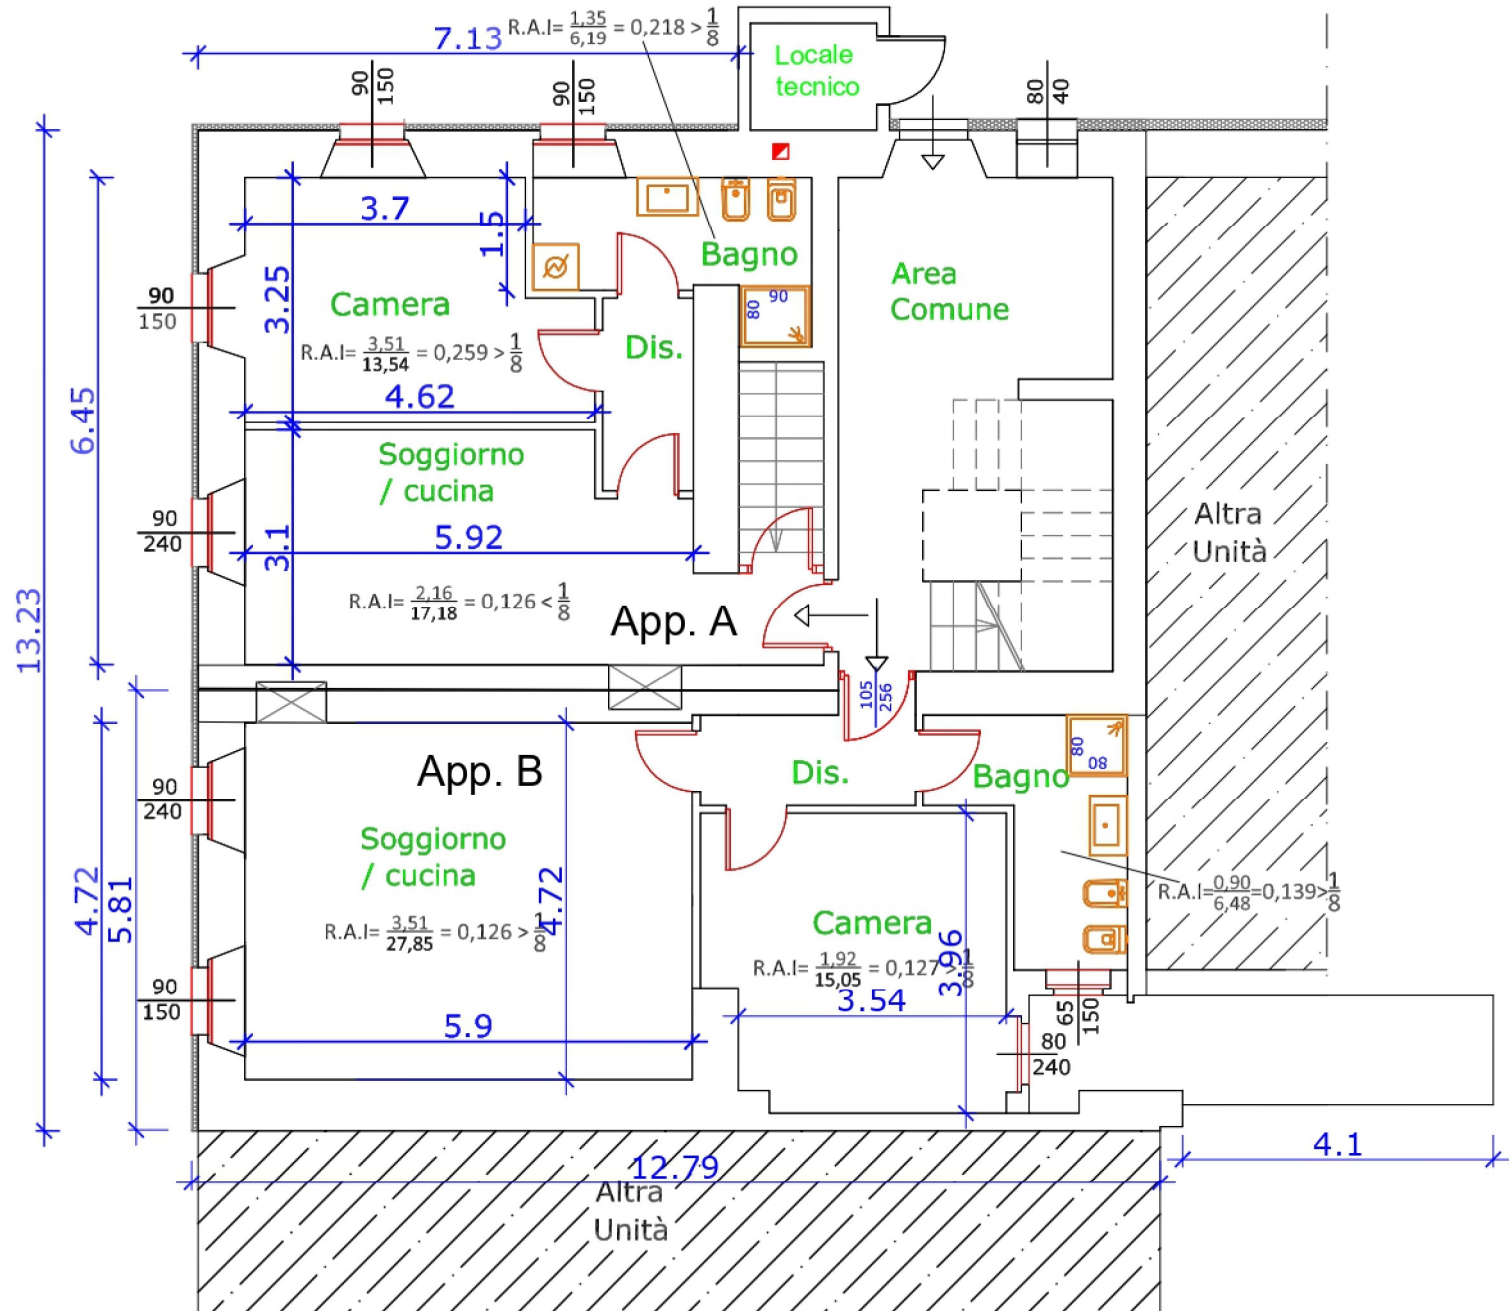 7.13
R.A.I= 1,35/6,19 = 0,218 > 1/8
Locale
tecnico
90
150
90
150
80
40
3.7
1.5
Bagno
3.25
Camera
Area
Comune
90
150
80
90
R.A.I= 3,51/13,54 = 0,259 > 1/8
Dis.
4.62
6.45
Soggiorno
/ cucina
90
240
3.1
5.92
Altra
Unità
R.A.I= 2,16/17,18 = 0,126 < 1/8
App. A
13.23
105
256
App. B
Dis.
Bagno
80
80
90
240
Soggiorno
/ cucina
4.72
5.81
4.72
R.A.I= 3,51/27,85 = 0,126 > 1/8
R.A.I= 0,90/6,48 =0,139> 1/8
Camera
3.96
R.A.I= 1,92/15,05 = 0,127 > 1/8
3.54
90
150
5.9
65
150
80
240
4.1
12.79
Altra
Unità